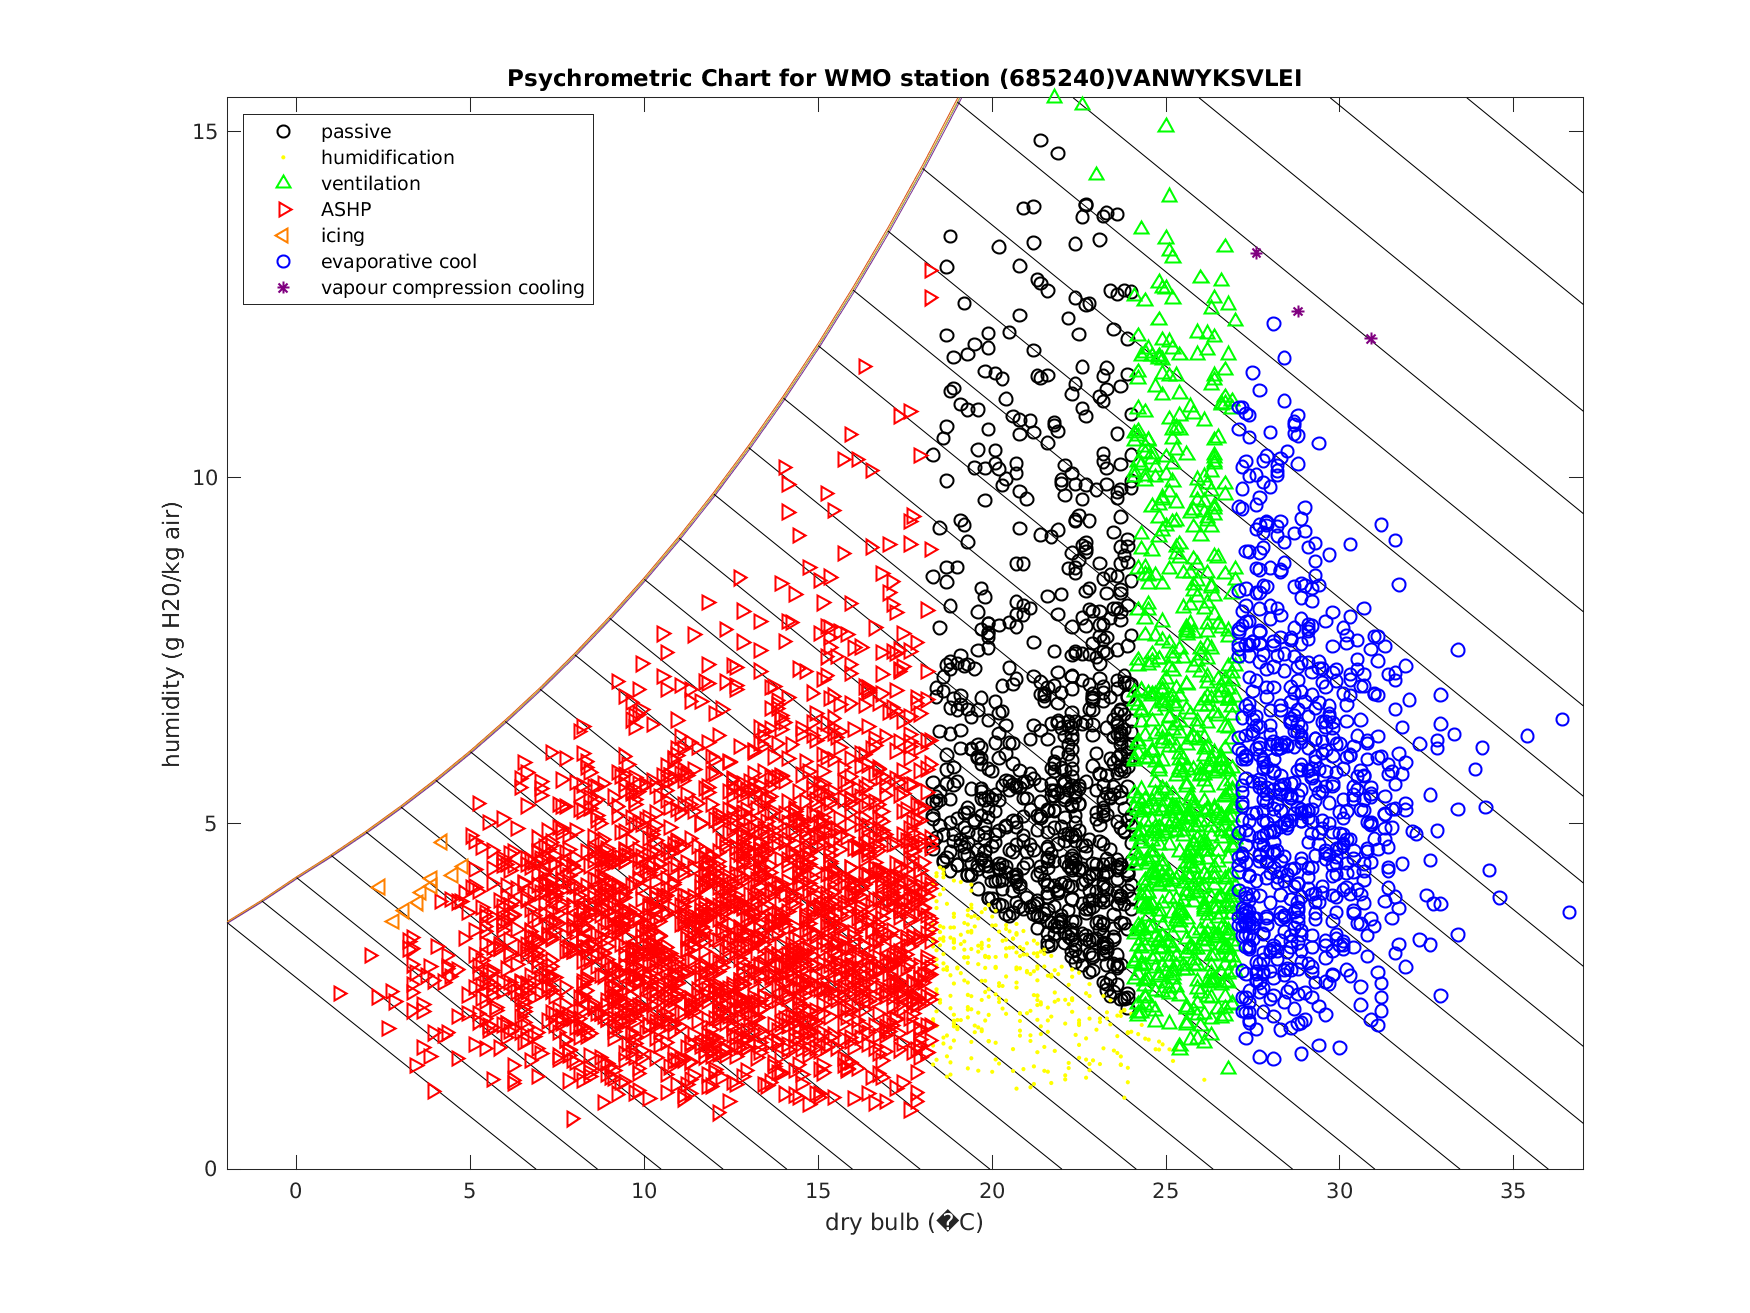 Psychrometric Chart for WMO station (685240)VANWYKSVLEI
passive
humidification
ventilation
ASHP
icing
evaporative cool
vapour compression cooling
15
10
5
0
humidity (g H20/kg air)
0 5 10 15 20 25 30 35
dry bulb (�C)